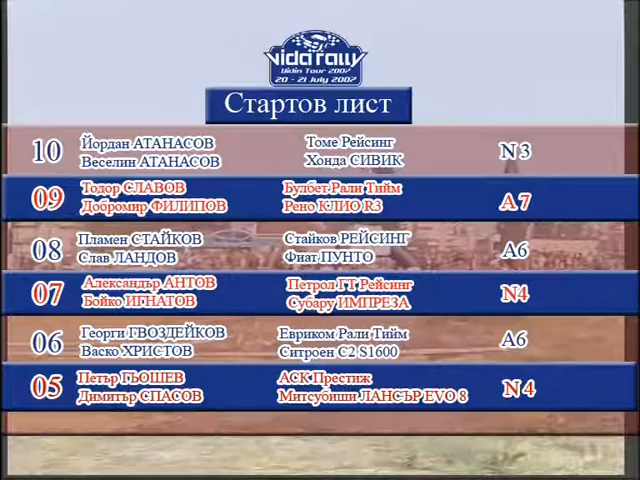 vida rally
Vidin Tour 2007
20 - 21 July 2007
Стартов лист
10 Йордан АТАНАСОВ Томе Рейсинг N 3
Веселин АТАНАСОВ Хонда СИВИК
09 Тодор СЛАВОВ Булбет Рали Тийм A 7
Добромир ФИЛИПОВ Рено КЛИО R3
08 Пламен СТАЙКОВ Стайков РЕЙСИНГ A6
Слав ЛАНДОВ Фиат ПУНТО
07 Александър АНТОВ Петрол ГТ Рейсинг N4
Бойко ИГНАТОВ Субару ИМПРЕЗА
06 Георги ГВОЗДЕЙКОВ Евриком Рали Тийм A6
Васко ХРИСТОВ Ситроен C2 S1600
05 Петър ГЬОШЕВ АСК Престиж N 4
Димитър СПАСОВ Митсубиши ЛАНСЪР EVO 8